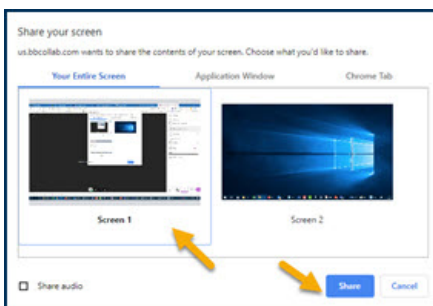 Share your screen
us.bbcollab.com wants to share the contents of your screen. Choose what you'd like to share.
Your Entire Screen Application Window Chrome Tab
Screen 1 Screen 2
Share audio Share Cancel